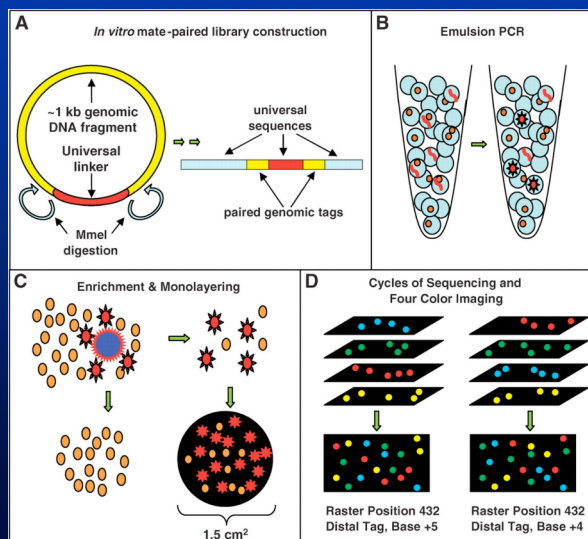 A
In vitro mate-paired library construction
~1 kb genomic
DNA fragment
Universal
linker
MmeI
digestion
universal
sequences
paired genomic tags
B
Emulsion PCR
C
Enrichment & Monolayering
1.5 cm²
D
Cycles of Sequencing and
Four Color Imaging
Raster Position 432
Distal Tag, Base +5
Raster Position 432
Distal Tag, Base +4